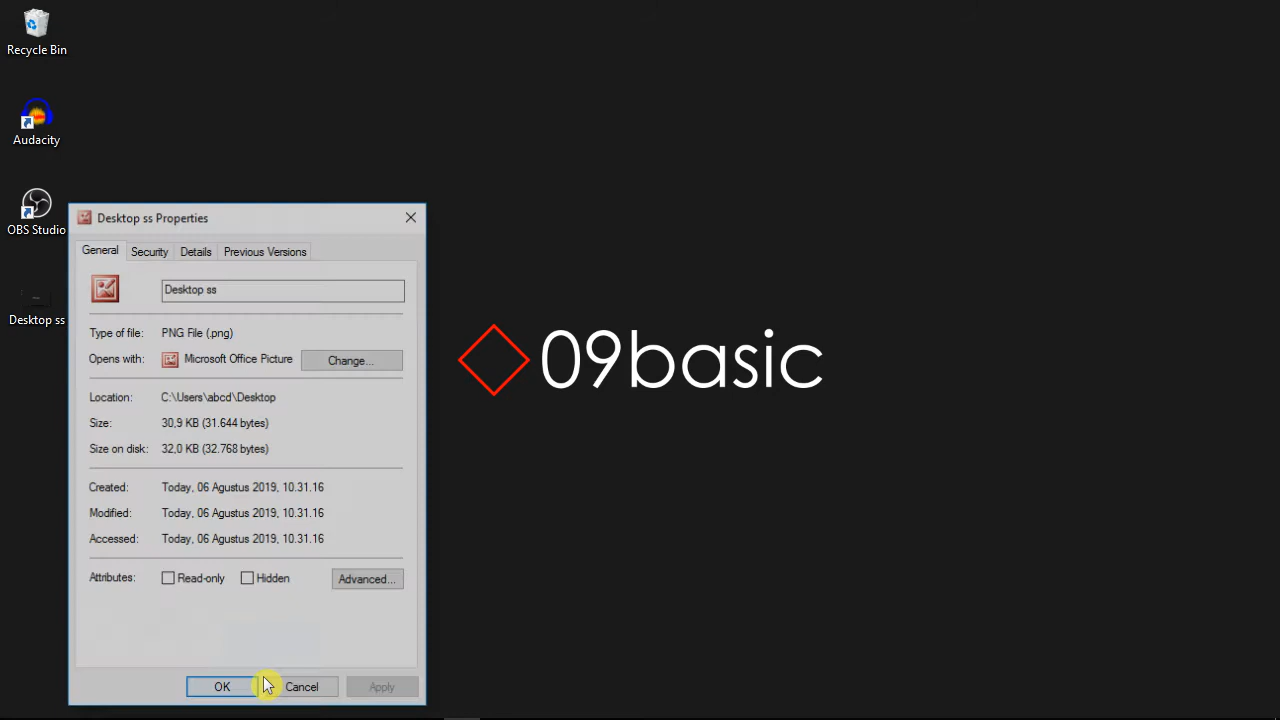 Recycle Bin
Audacity
OBS Studio
Desktop ss
Desktop ss Properties
General Security Details Previous Versions
Desktop ss
Type of file: PNG File (.png)
Opens with: Microsoft Office Picture Change...
Location: C:\Users\abcd\Desktop
Size: 30,9 KB (31.644 bytes)
Size on disk: 32,0 KB (32.768 bytes)
Created: Today, 06 Agustus 2019, 10.31.16
Modified: Today, 06 Agustus 2019, 10.31.16
Accessed: Today, 06 Agustus 2019, 10.31.16
Attributes: Read-only Hidden Advanced...
OK Cancel Apply
09basic